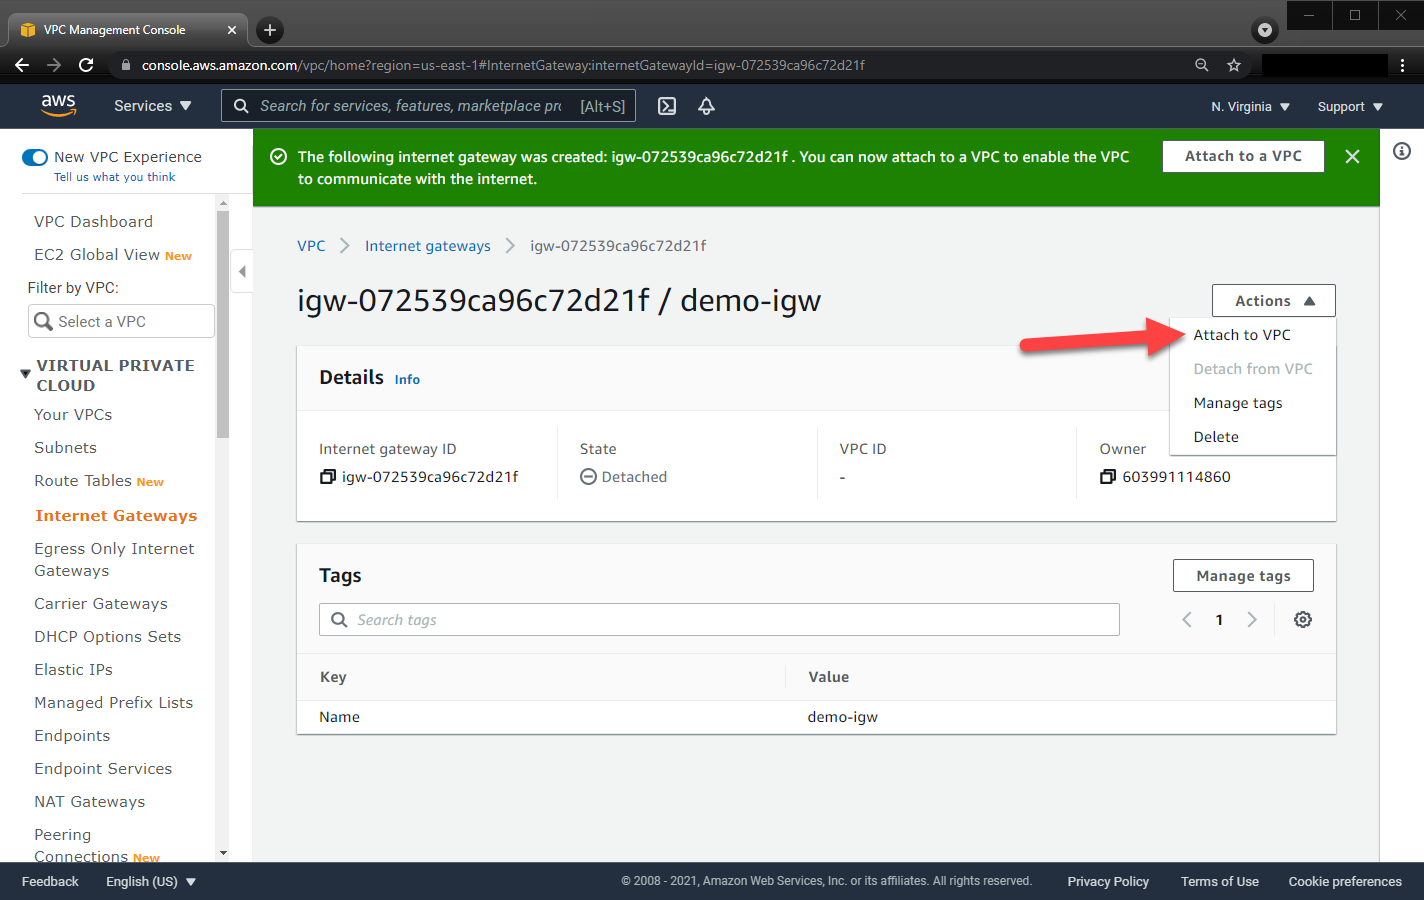 VPC Management Console
console.aws.amazon.com/vpc/home?region=us-east-1#InternetGateway:internetGatewayId=igw-072539ca96c72d21f
aws
Services
Search for services, features, marketplace pr
[Alt+S]
N. Virginia
Support
New VPC Experience
Tell us what you think
The following internet gateway was created: igw-072539ca96c72d21f . You can now attach to a VPC to enable the VPC
to communicate with the internet.
Attach to a VPC
VPC Dashboard
EC2 Global View New
Filter by VPC:
Select a VPC
VIRTUAL PRIVATE
CLOUD
Your VPCs
Subnets
Route Tables New
Internet Gateways
Egress Only Internet
Gateways
Carrier Gateways
DHCP Options Sets
Elastic IPs
Managed Prefix Lists
Endpoints
Endpoint Services
NAT Gateways
Peering
Connections New
VPC
Internet gateways
igw-072539ca96c72d21f
igw-072539ca96c72d21f / demo-igw
Actions
Attach to VPC
Detach from VPC
Manage tags
Delete
Details Info
Internet gateway ID
igw-072539ca96c72d21f
State
Detached
VPC ID
-
Owner
603991114860
Tags
Manage tags
Search tags
1
Key
Value
Name
demo-igw
Feedback
English (US)
© 2008 - 2021, Amazon Web Services, Inc. or its affiliates. All rights reserved.
Privacy Policy
Terms of Use
Cookie preferences